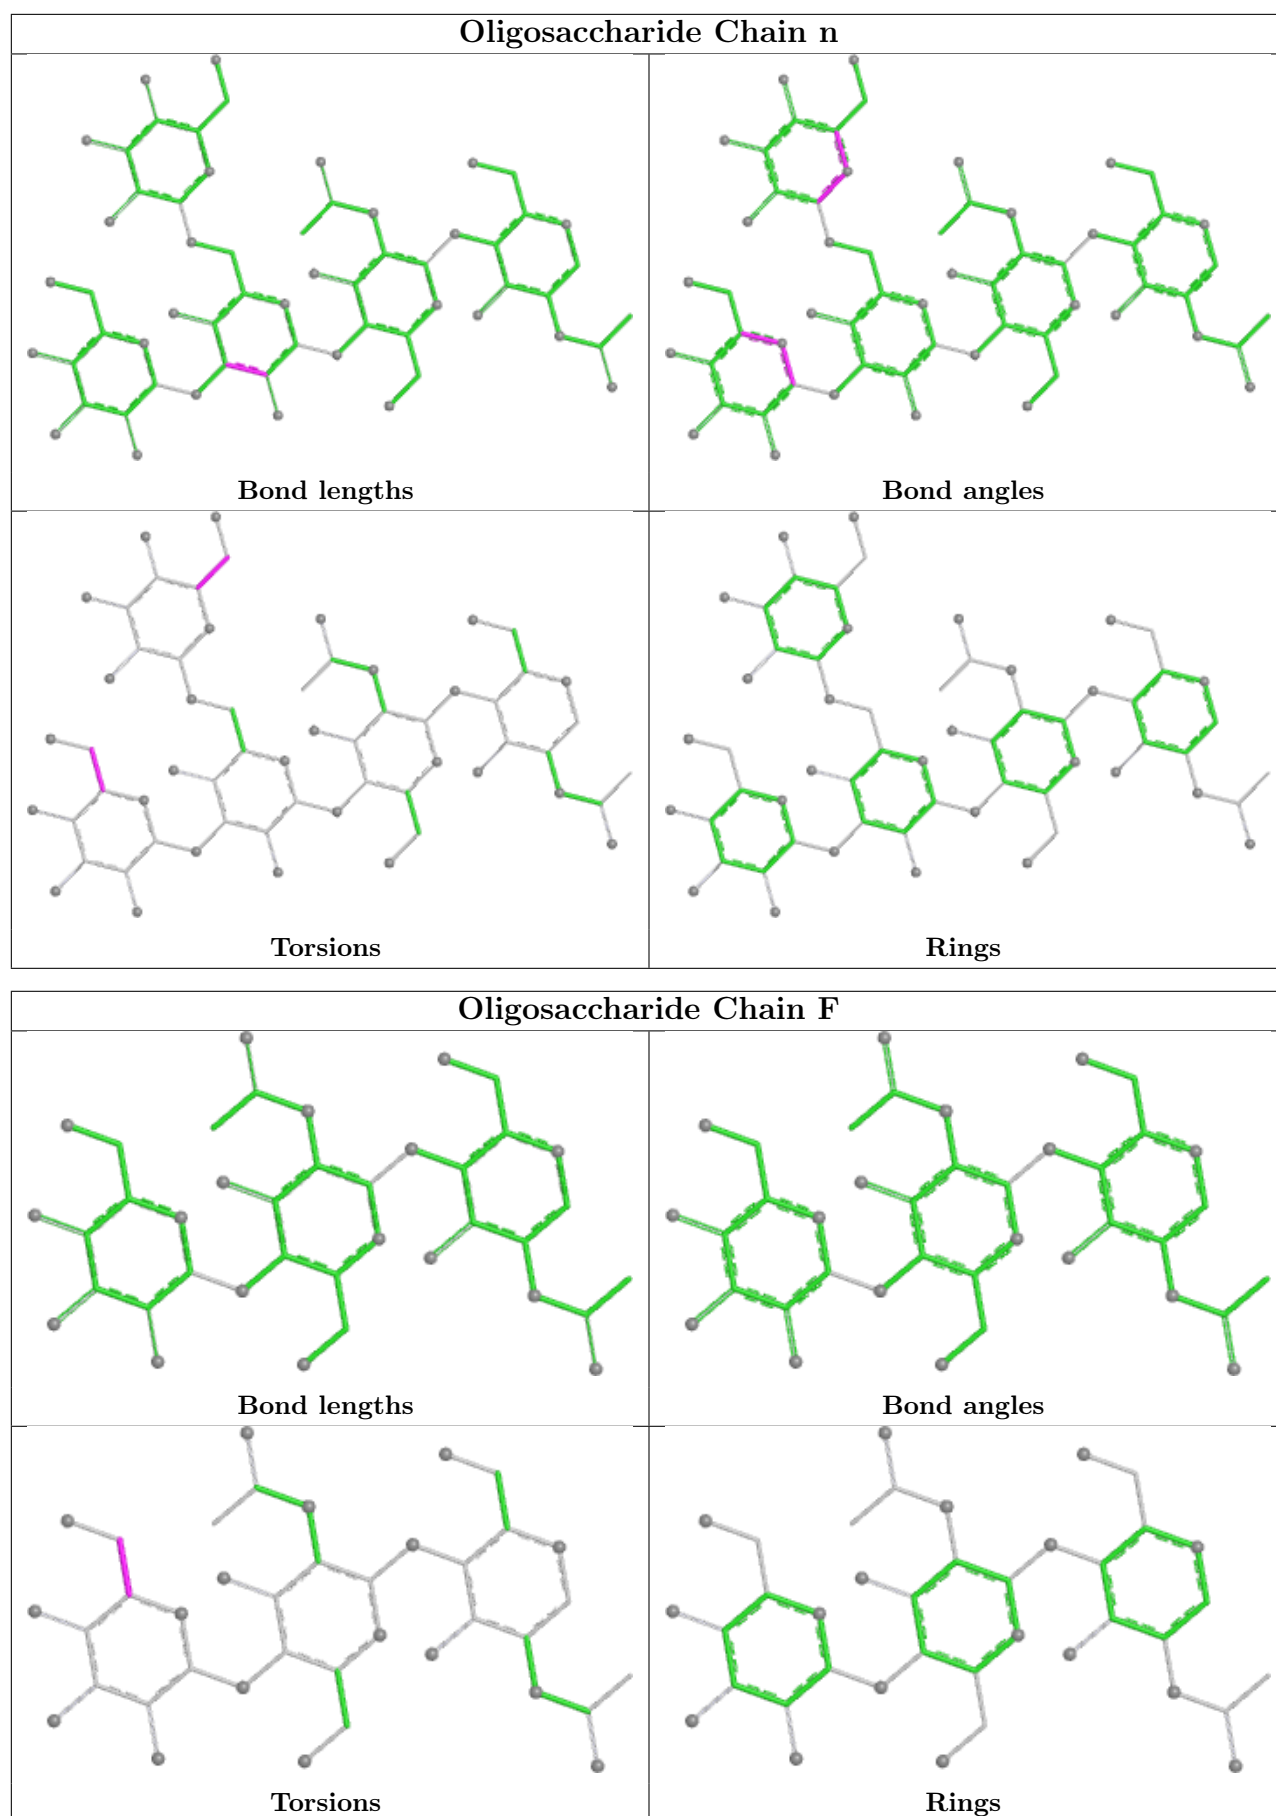 Oligosaccharide Chain n
Bond lengths
Bond angles
Torsions
Rings
Oligosaccharide Chain F
Bond lengths
Bond angles
Torsions
Rings